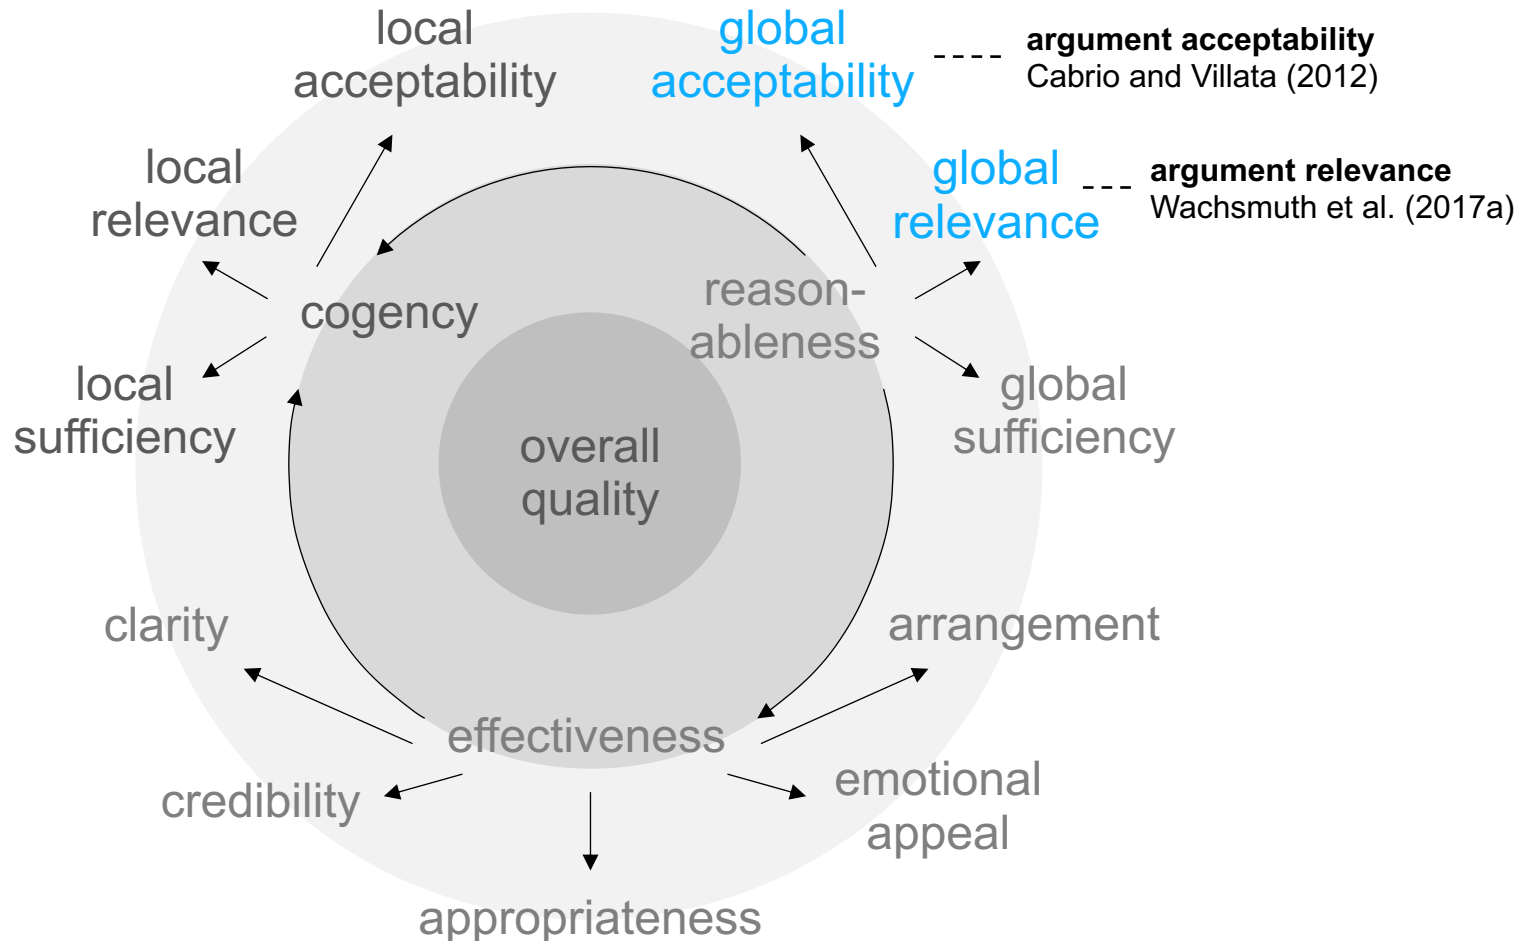 local
acceptability
global
acceptability
argument acceptability
Cabrio and Villata (2012)
local
relevance
global
relevance
argument relevance
Wachsmuth et al. (2017a)
cogency
reason-
ableness
local
sufficiency
global
sufficiency
overall
quality
clarity
arrangement
effectiveness
credibility
emotional
appeal
appropriateness